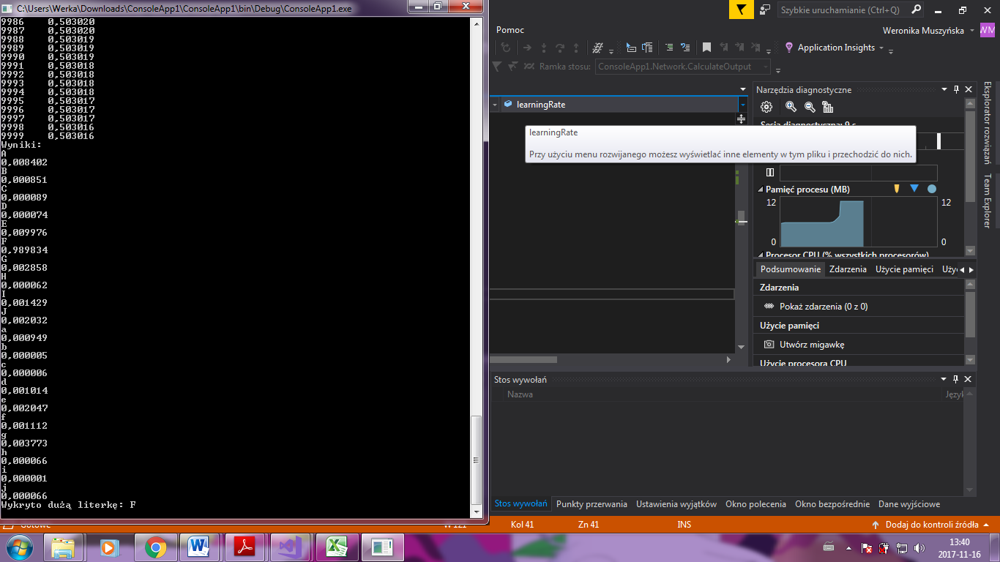 C:\Users\Werka\Downloads\ConsoleApp1\ConsoleApp1\bin\Debug\ConsoleApp1.exe
9986 0,503020
9987 0,503020
9988 0,503019
9989 0,503019
9990 0,503019
9991 0,503018
9992 0,503018
9993 0,503018
9994 0,503018
9995 0,503017
9996 0,503017
9997 0,503017
9998 0,503016
9999 0,503016
Wyniki:
A
0,008402
B
0,000851
C
0,000089
D
0,000074
E
0,009976
F
0,989834
G
0,002858
H
0,000062
I
0,001429
J
0,002032
a
0,000949
b
0,000005
c
0,000006
d
0,001014
e
0,002047
f
0,001112
g
0,003773
h
0,000066
i
0,000001
j
0,000066
Wykryto dużą literkę: F
Szybkie uruchamianie (Ctrl+Q)
Pomoc
Weronika Muszyńska
WM
Application Insights
Ramka stosu: ConsoleApp1.Network.CalculateOutput
learningRate
learningRate
Przy użyciu menu rozwijanego możesz wyświetlać inne elementy w tym pliku i przechodzić do nich.
Narzędzia diagnostyczne
Sesja diagnostyczna: 9 s
Pamięć procesu (MB)
12 12
0 0
Procesor CPU (% wszystkich procesorów)
Podsumowanie Zdarzenia Użycie pamięci Uży
Zdarzenia
Pokaż zdarzenia (0 z 0)
Użycie pamięci
Utwórz migawkę
Użycie procesora CPU
Eksplorator rozwiązań
Team Explorer
Stos wywołań
Nazwa Język
Stos wywołań Punkty przerwania Ustawienia wyjątków Okno polecenia Okno bezpośrednie Dane wyjściowe
Gotowe W 121 Kol 41 Zn 41 INS Dodaj do kontroli źródła
13:40
2017-11-16